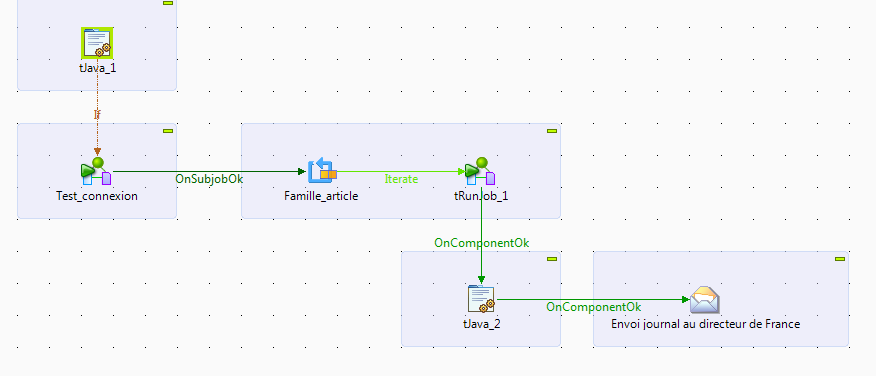 tJava_1
If
Test_connexion
OnSubjobOk
Famille_article
Iterate
tRunJob_1
OnComponentOk
tJava_2
OnComponentOk
Envoi journal au directeur de France